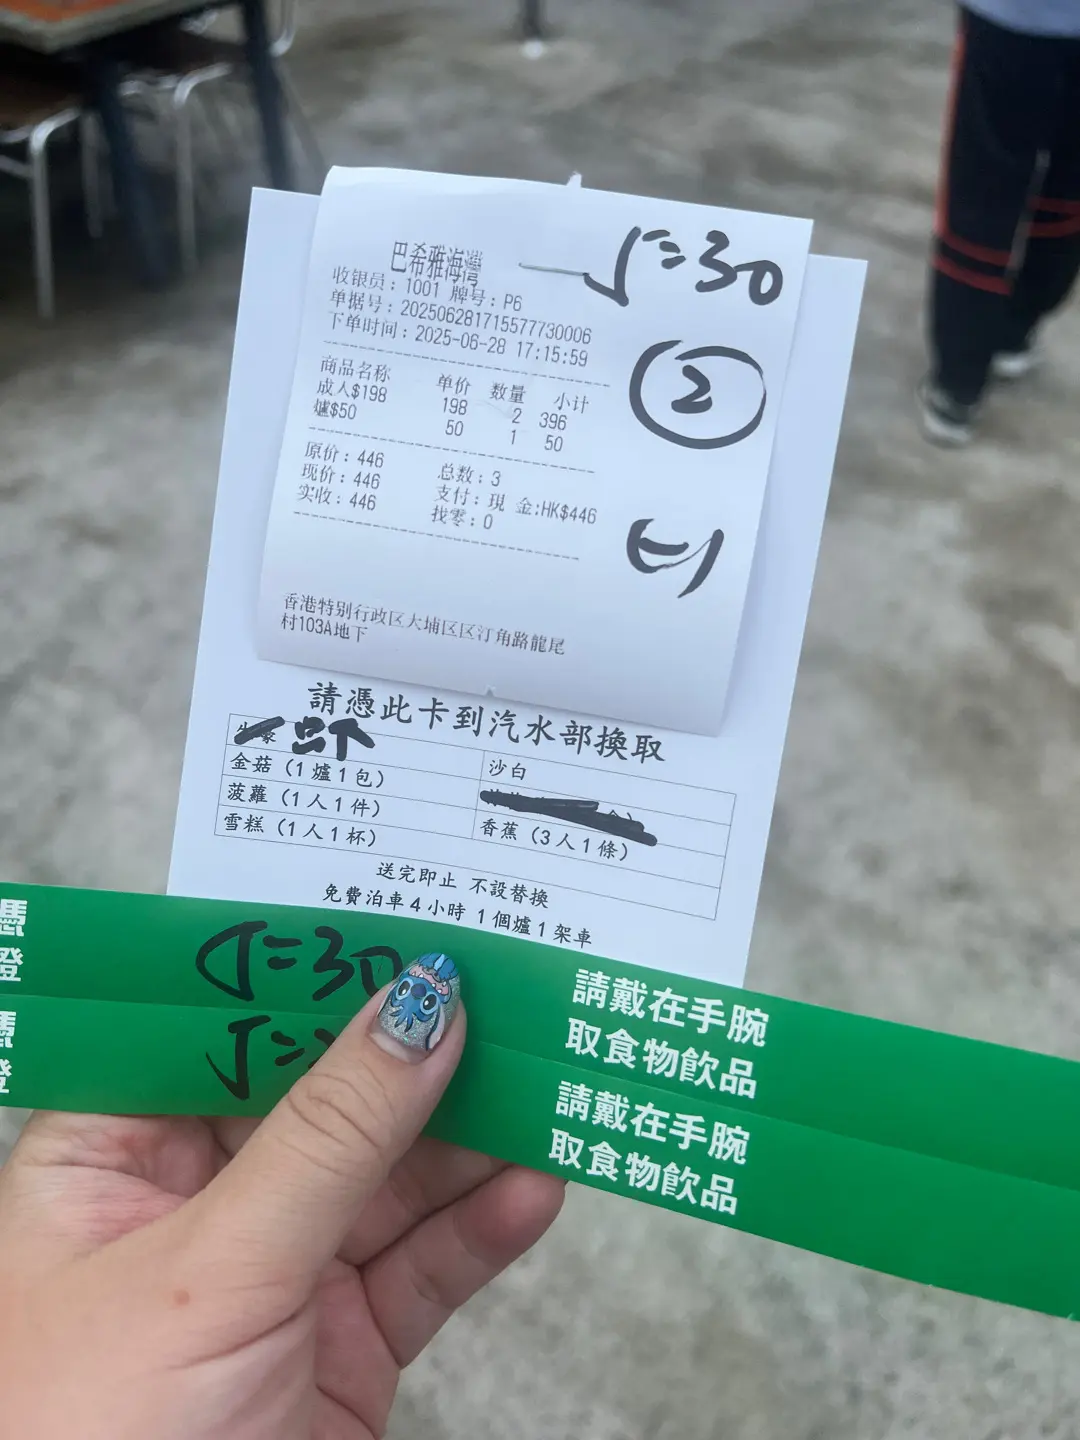 巴希雅海灣
收银员：1001 牌号：P6
单据号：202506281715577730006
下单时间：2025-06-28 17:15:59
商品名称 单价 数量 小计
成人$198 198 2 396
爐$50 50 1 50
原价：446 总数：3
现价：446 支付：現 金:HK$446
实收：446 找零：0
香港特别行政区大埔区区汀角路龍尾
村103A地下
5:30
2
請憑此卡到汽水部換取
沙白
金菇（1爐1包）
菠蘿（1人1件） 香蕉（3人1條）
雪糕（1人1杯）
送完即止 不設替換
免費泊車4小時 1個爐1架車
憑
證
5=30
請戴在手腕
取食物飲品
憑
證
請戴在手腕
取食物飲品